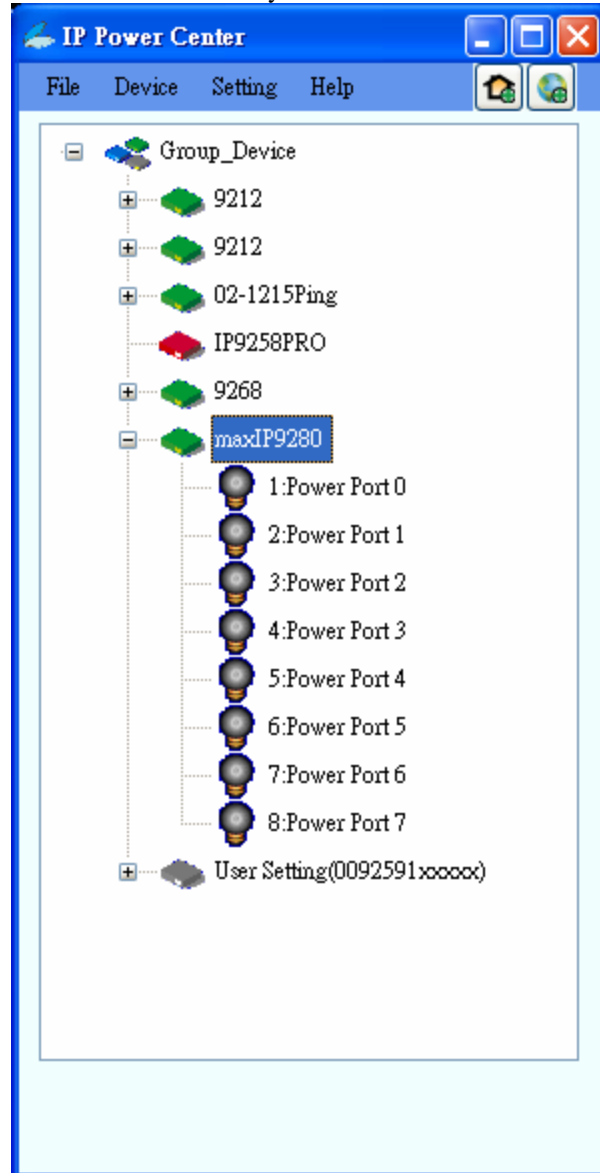 IP Power Center
File Device Setting Help
Group_Device
9212
9212
02-1215Ping
IP9258PRO
9268
maxIP9280
1:Power Port 0
2:Power Port 1
3:Power Port 2
4:Power Port 3
5:Power Port 4
6:Power Port 5
7:Power Port 6
8:Power Port 7
User Setting(0092591xxxxx)